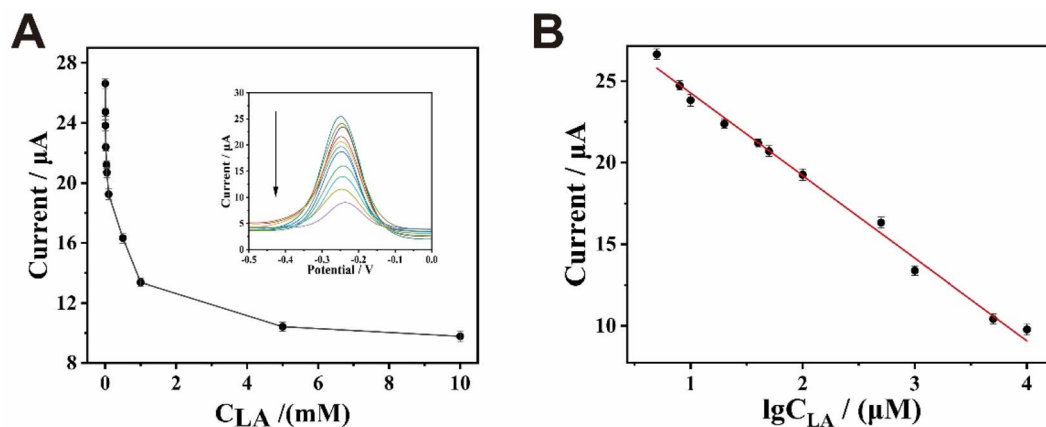 A
28
24
20
16
12
8
Current / μA
0 2 4 6 8 10
C_LA /(mM)
30
25
20
15
10
5
0
Current / μA
-0.5 -0.4 -0.3 -0.2 -0.1 0.0
Potential / V
B
25
20
15
10
Current / μA
1 2 3 4
lgC_LA / (μM)